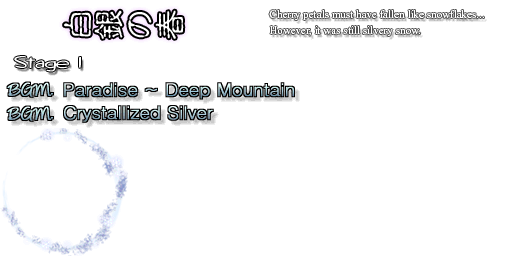 白銀の春
Cherry petals must have fallen like snowflakes...
However, it was still silvery snow.
Stage 1
BGM. Paradise ~ Deep Mountain
BGM. Crystallized Silver